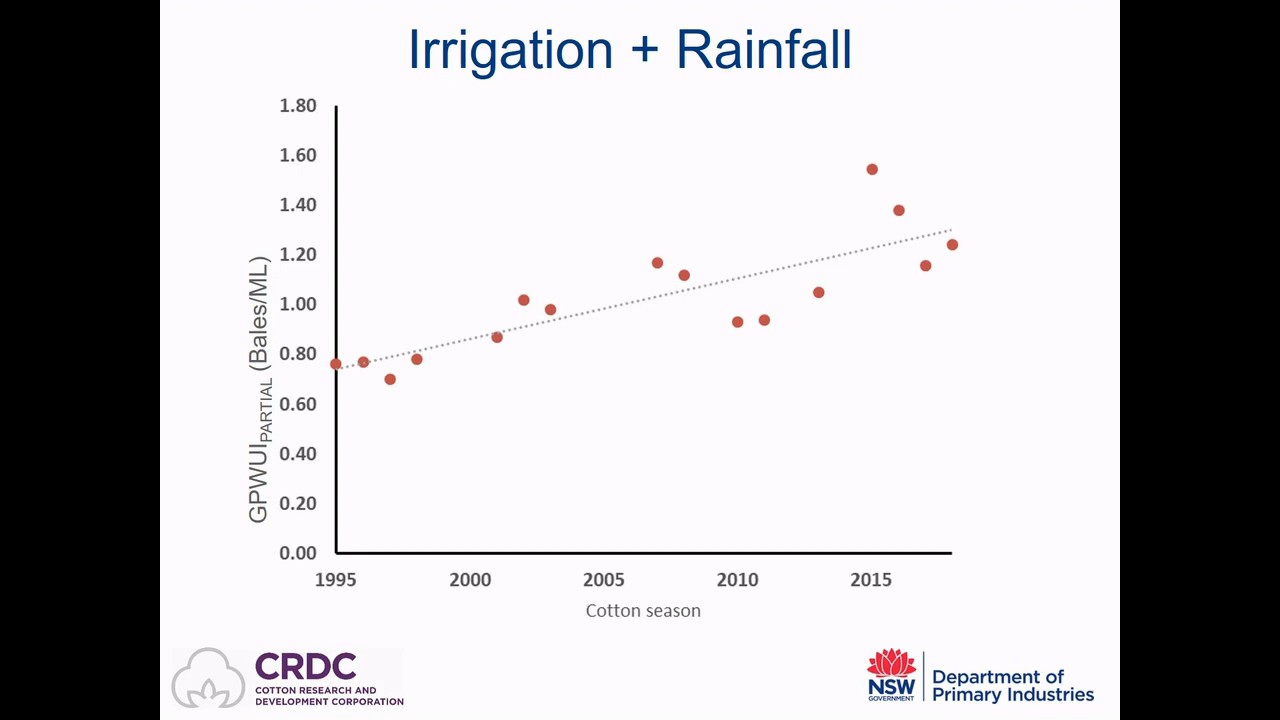 Irrigation + Rainfall
1.80
1.60
1.40
1.20
1.00
0.80
0.60
0.40
0.20
0.00
GPWUIPARTIAL (Bales/ML)
1995 2000 2005 2010 2015
Cotton season
CRDC
COTTON RESEARCH AND
DEVELOPMENT CORPORATION
NSW
GOVERNMENT
Department of
Primary Industries